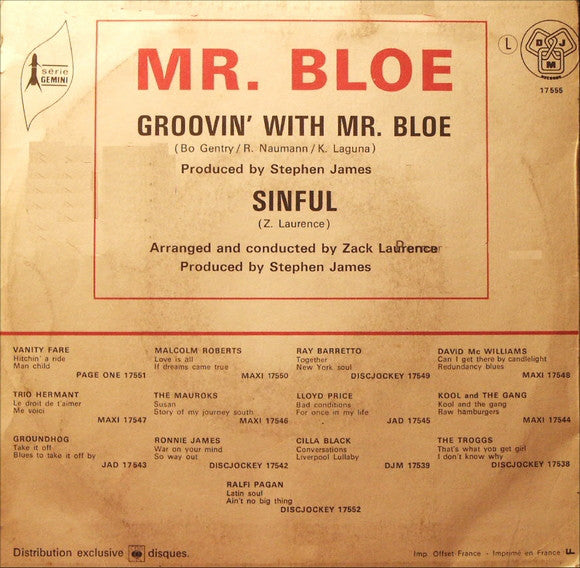 série
GEMINI
L
D J
M
RECORDS
17 555
MR. BLOE
GROOVIN' WITH MR. BLOE
(Bo Gentry / R. Naumann / K. Laguna)
Produced by Stephen James
SINFUL
(Z. Laurence)
Arranged and conducted by Zack Laurence
Produced by Stephen James
VANITY FARE
Hitchin' a ride
Man child
PAGE ONE 17551
MALCOLM ROBERTS
Love is all
If dreams came true
MAXI 17550
RAY BARRETTO
Together
New York soul
DISCJOCKEY 17549
DAVID Mc WILLIAMS
Can I get there by candlelight
Redundancy blues
MAXI 17548
TRIO HERMANT
Le droit de t'aimer
Me voici
MAXI 17547
THE MAUROKS
Susan
Story of my journey south
MAXI 17546
LLOYD PRICE
Bad conditions
For once in my life
JAD 17545
KOOL and THE GANG
Kool and the gang
Raw hamburgers
MAXI 17544
GROUNDHOG
Take it off
Blues to take it off by
JAD 17543
RONNIE JAMES
War on your mind
So way out
DISCJOCKEY 17542
CILLA BLACK
Conversations
Liverpool Lullaby
DJM 17539
THE TROGGS
That's what you get girl
I don't know why
DISCJOCKEY 17538
RALFI PAGAN
Latin soul
Ain't no big thing
DISCJOCKEY 17552
Distribution exclusive disques.
Imp. Offset France - Imprimé en France F